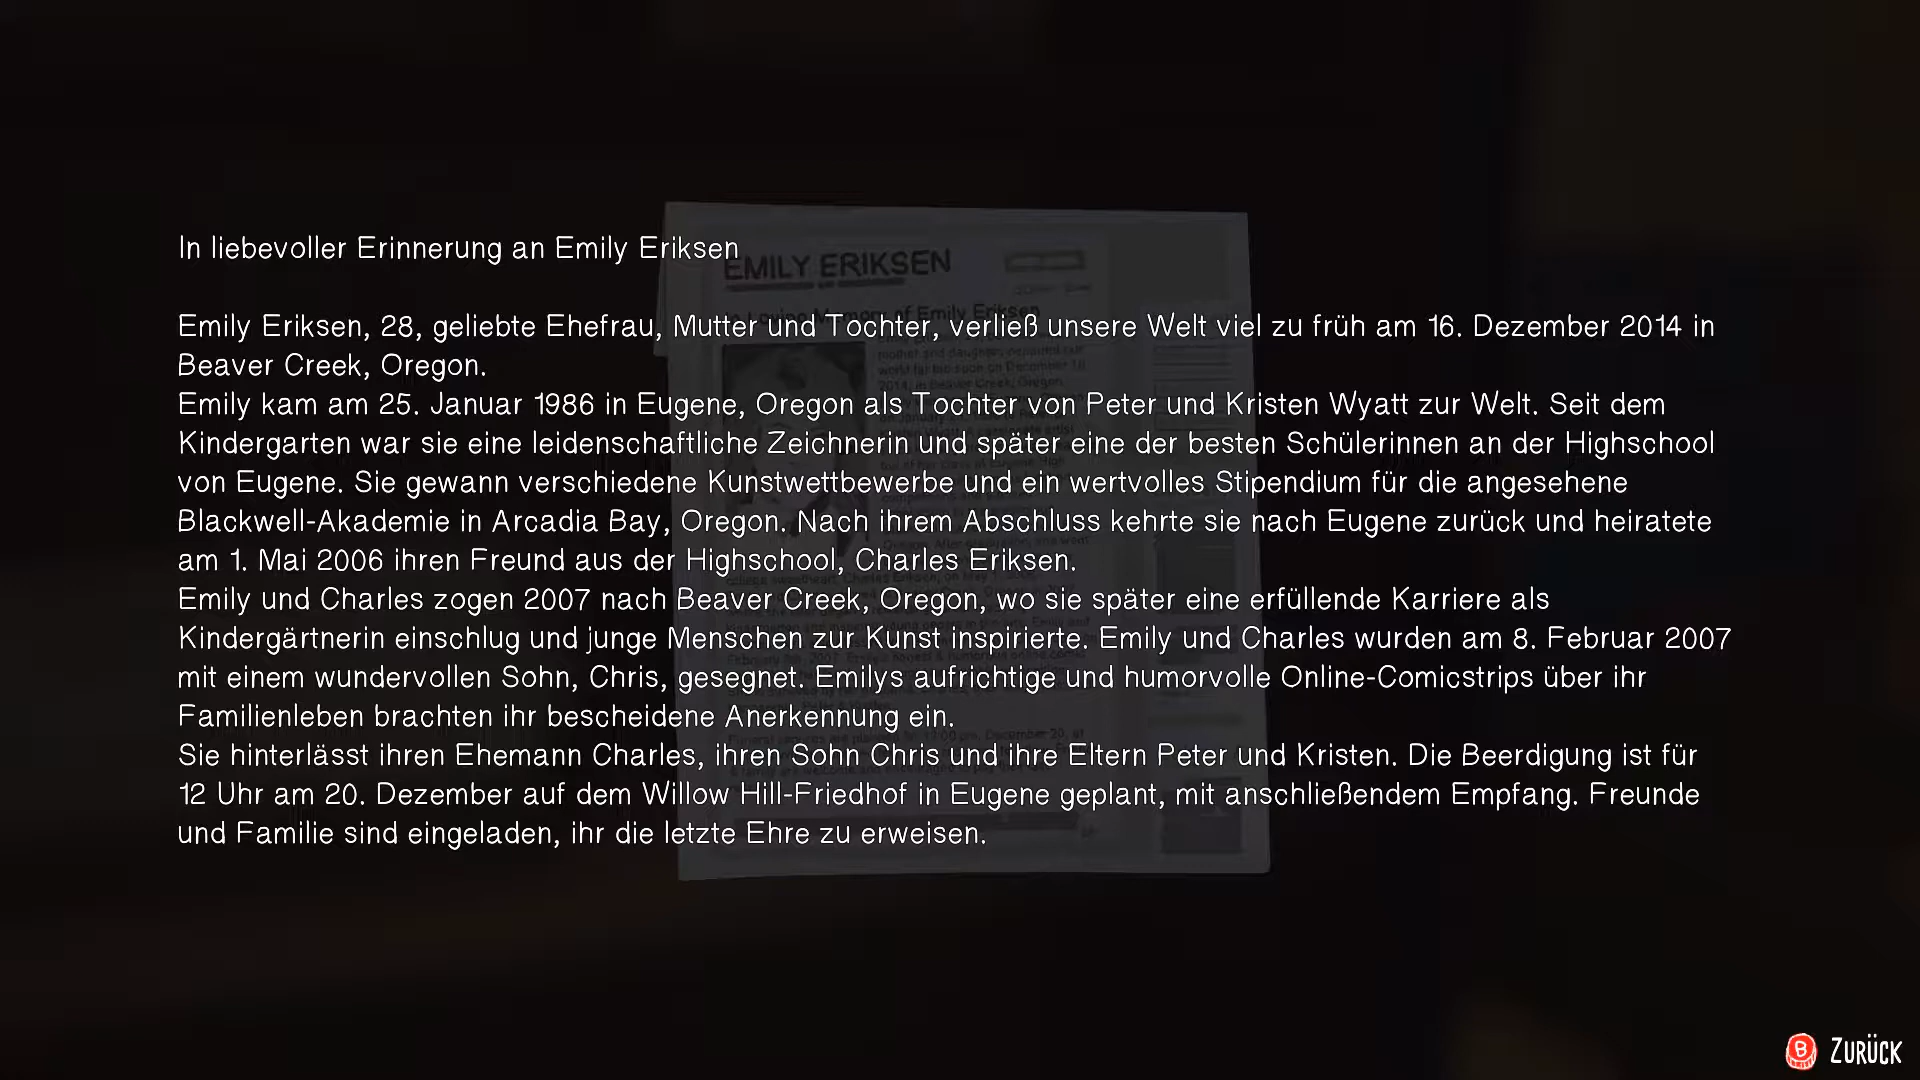 In liebevoller Erinnerung an Emily Eriksen
EMILY ERIKSEN
In Loving Memory of Emily Eriksen
Emily Eriksen, 28, geliebte Ehefrau, Mutter und Tochter, verließ unsere Welt viel zu früh am 16. Dezember 2014 in
Beaver Creek, Oregon.
Emily kam am 25. Januar 1986 in Eugene, Oregon als Tochter von Peter und Kristen Wyatt zur Welt. Seit dem
Kindergarten war sie eine leidenschaftliche Zeichnerin und später eine der besten Schülerinnen an der Highschool
von Eugene. Sie gewann verschiedene Kunstwettbewerbe und ein wertvolles Stipendium für die angesehene
Blackwell-Akademie in Arcadia Bay, Oregon. Nach ihrem Abschluss kehrte sie nach Eugene zurück und heiratete
am 1. Mai 2006 ihren Freund aus der Highschool, Charles Eriksen.
Emily und Charles zogen 2007 nach Beaver Creek, Oregon, wo sie später eine erfüllende Karriere als
Kindergärtnerin einschlug und junge Menschen zur Kunst inspirierte. Emily und Charles wurden am 8. Februar 2007
mit einem wundervollen Sohn, Chris, gesegnet. Emilys aufrichtige und humorvolle Online-Comicstrips über ihr
Familienleben brachten ihr bescheidene Anerkennung ein.
Sie hinterlässt ihren Ehemann Charles, ihren Sohn Chris und ihre Eltern Peter und Kristen. Die Beerdigung ist für
12 Uhr am 20. Dezember auf dem Willow Hill-Friedhof in Eugene geplant, mit anschließendem Empfang. Freunde
und Familie sind eingeladen, ihr die letzte Ehre zu erweisen.
B ZURÜCK